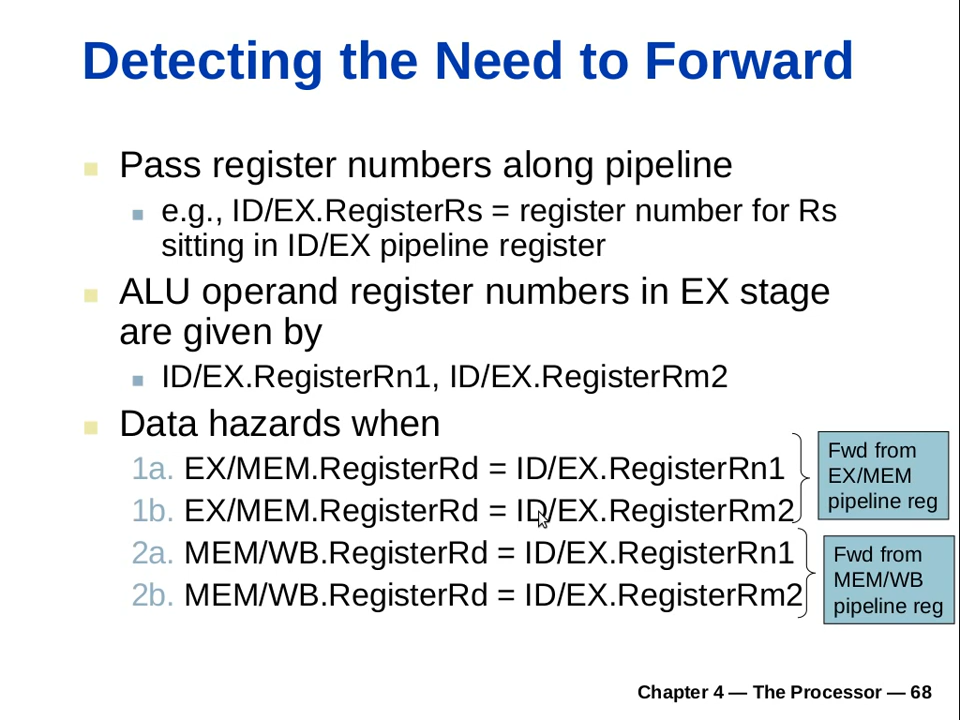 Detecting the Need to Forward
Pass register numbers along pipeline
e.g., ID/EX.RegisterRs = register number for Rs
sitting in ID/EX pipeline register
ALU operand register numbers in EX stage
are given by
ID/EX.RegisterRn1, ID/EX.RegisterRm2
Data hazards when
1a. EX/MEM.RegisterRd = ID/EX.RegisterRn1
1b. EX/MEM.RegisterRd = ID/EX.RegisterRm2
2a. MEM/WB.RegisterRd = ID/EX.RegisterRn1
2b. MEM/WB.RegisterRd = ID/EX.RegisterRm2
Fwd from
EX/MEM
pipeline reg
Fwd from
MEM/WB
pipeline reg
Chapter 4 — The Processor — 68